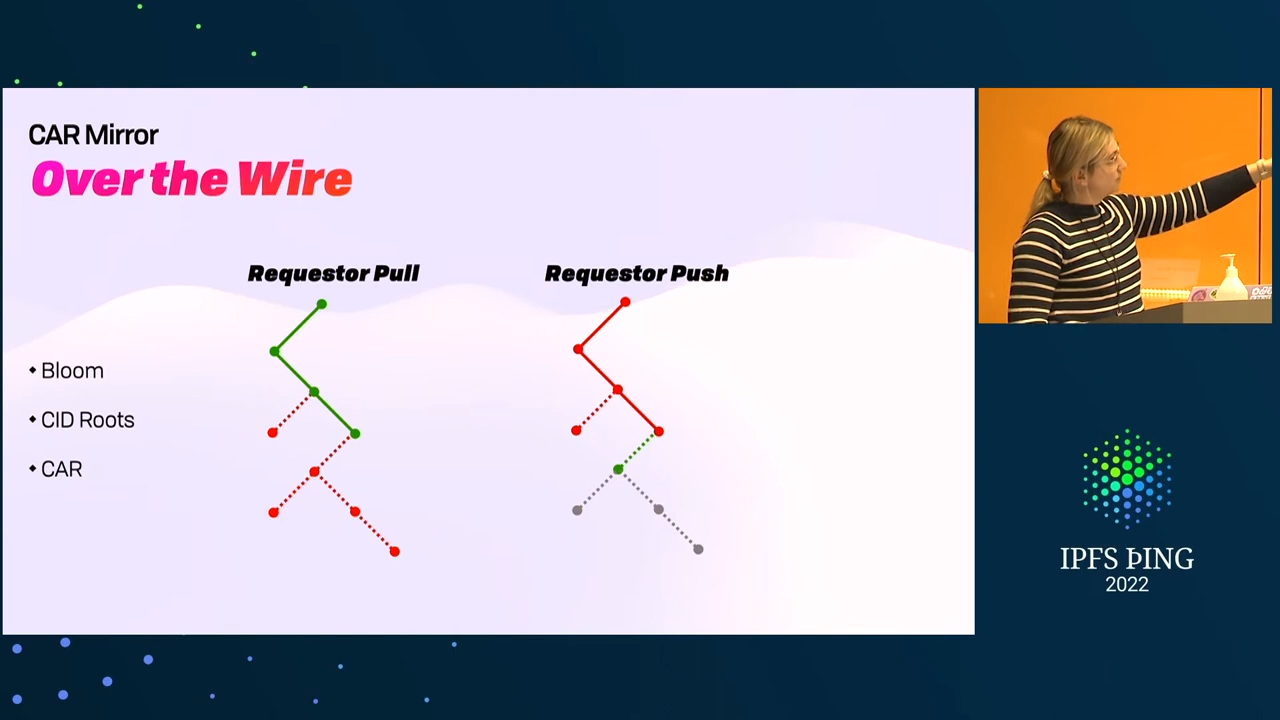 CAR Mirror
Over the Wire
Requestor Pull
Requestor Push
Bloom
CID Roots
CAR
IPFS ÞING
2022